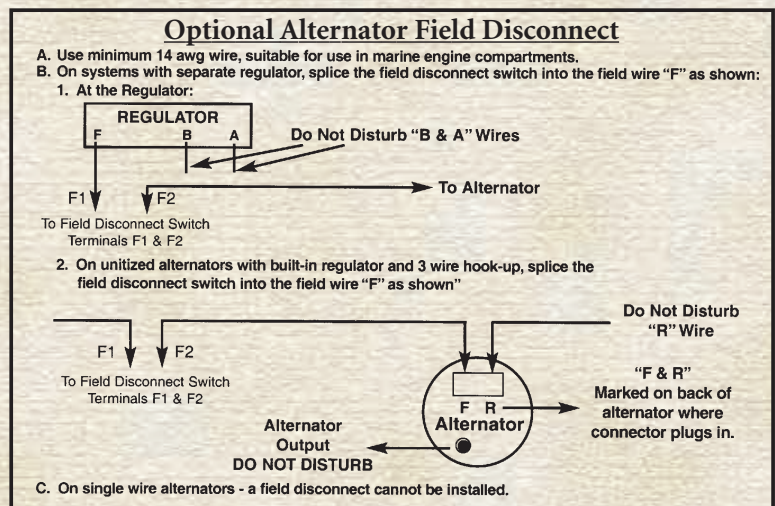 Optional Alternator Field Disconnect
A. Use minimum 14 awg wire, suitable for use in marine engine compartments.
B. On systems with separate regulator, splice the field disconnect switch into the field wire "F" as shown:
1. At the Regulator:
REGULATOR
F B A
Do Not Disturb "B & A" Wires
F1 F2
To Alternator
To Field Disconnect Switch
Terminals F1 & F2
2. On unitized alternators with built-in regulator and 3 wire hook-up, splice the
field disconnect switch into the field wire "F" as shown"
Do Not Disturb
"R" Wire
F1 F2
To Field Disconnect Switch
Terminals F1 & F2
F R
Alternator
"F & R"
Marked on back of
alternator where
connector plugs in.
Alternator
Output
DO NOT DISTURB
C. On single wire alternators - a field disconnect cannot be installed.